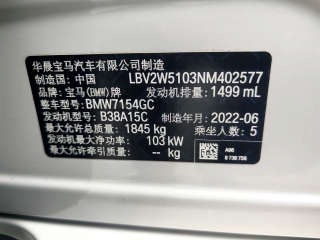 华晨宝马汽车有限公司制造
制造国: 中国 LBV2W5103NM402577
品牌: 宝马(BMW) 发动机排量: 1499 mL
整车型号: BMW7154GC
发动机型号: B38A15C 制造年月: 2022-06
最大允许总质量: 1845 kg 乘坐人数: 5
最大净功率: 103 kW
最大允许牵引质量: -- kg
A96
8 738 756